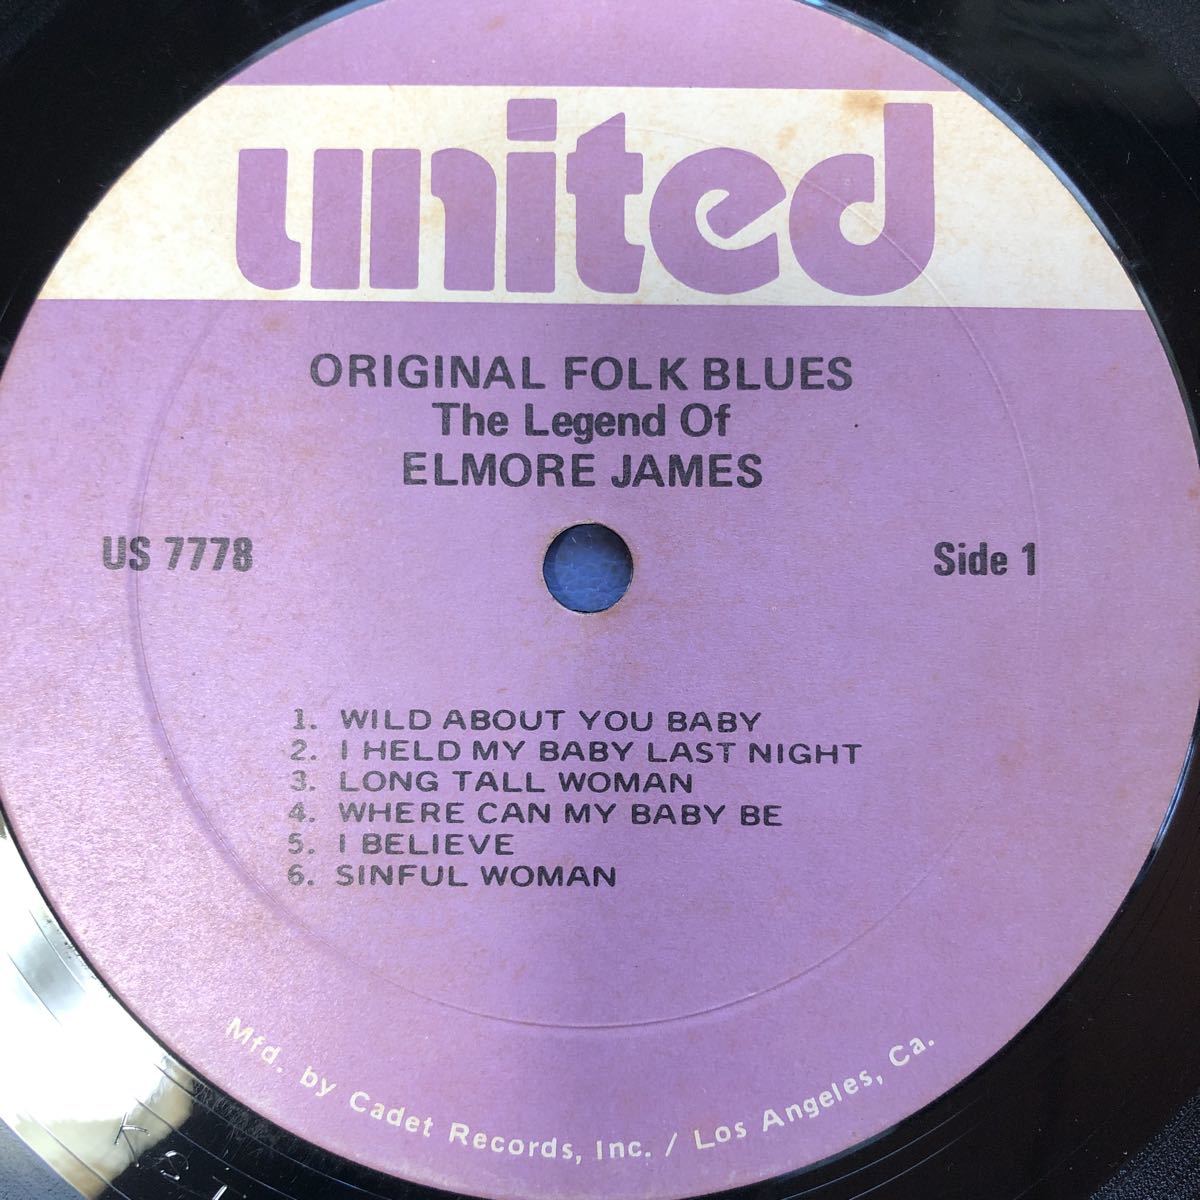 united
ORIGINAL FOLK BLUES
The Legend Of
ELMORE JAMES
US 7778
Side 1
1. WILD ABOUT YOU BABY
2. I HELD MY BABY LAST NIGHT
3. LONG TALL WOMAN
4. WHERE CAN MY BABY BE
5. I BELIEVE
6. SINFUL WOMAN
Mfd. by Cadet Records, Inc. / Los Angeles, Ca.